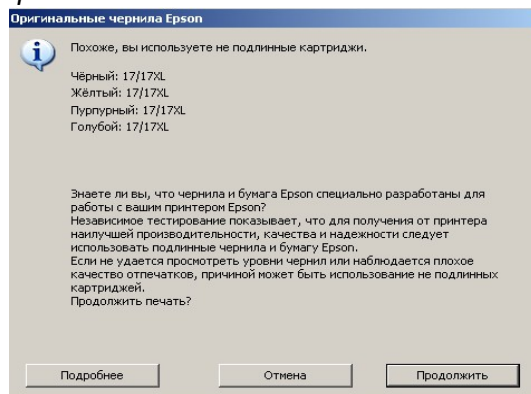 Оригинальные чернила Epson
Похоже, вы используете не подлинные картриджи.
Чёрный: 17/17XL
Жёлтый: 17/17XL
Пурпурный: 17/17XL
Голубой: 17/17XL
Знаете ли вы, что чернила и бумага Epson специально разработаны для
работы с вашим принтером Epson?
Независимое тестирование показывает, что для получения от принтера
наилучшей производительности, качества и надежности следует
использовать подлинные чернила и бумагу Epson.
Если не удается просмотреть уровни чернил или наблюдается плохое
качество отпечатков, причиной может быть использование не подлинных
картриджей.
Продолжить печать?
Подробнее
Отмена
Продолжить